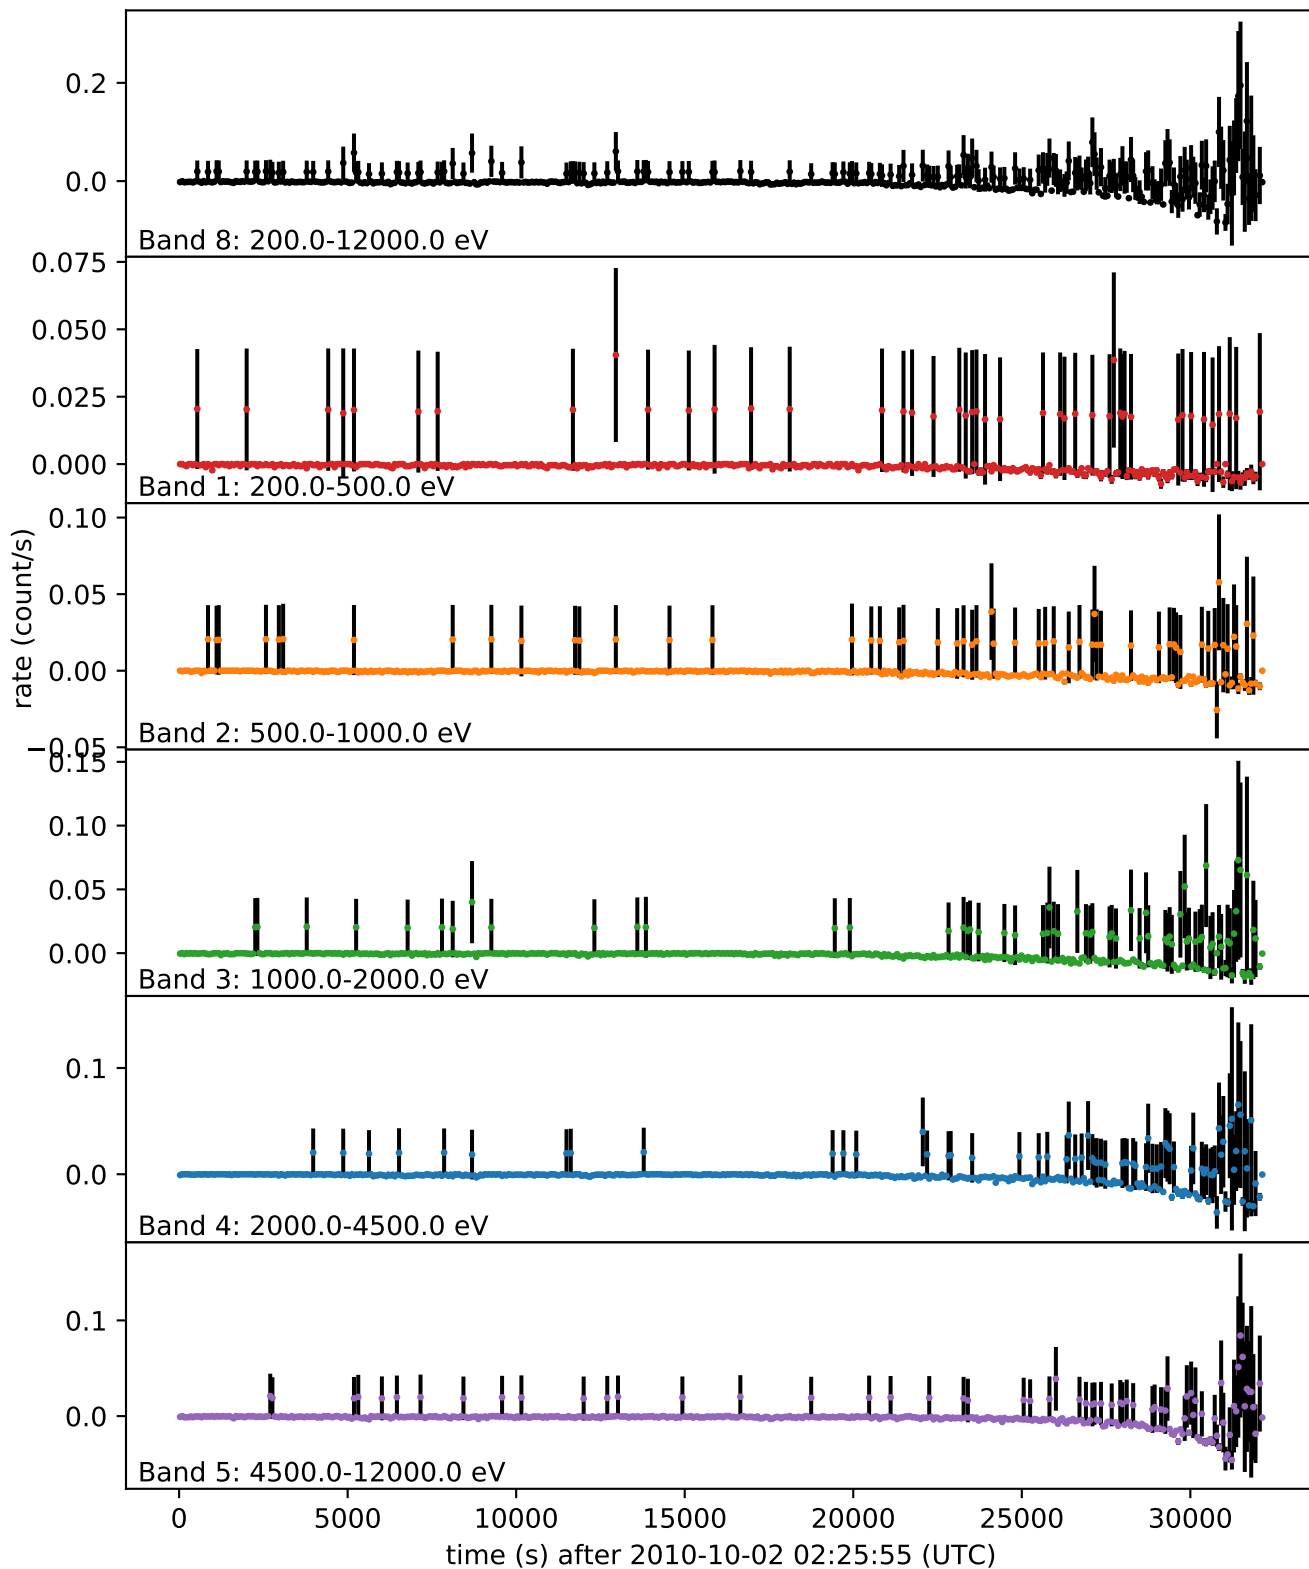 0.2
0.0
Band 8: 200.0-12000.0 eV
0.075
0.050
0.025
0.000
Band 1: 200.0-500.0 eV
0.10
0.05
0.00
−0.05
Band 2: 500.0-1000.0 eV
rate (count/s)
0.15
0.10
0.05
0.00
Band 3: 1000.0-2000.0 eV
0.1
0.0
Band 4: 2000.0-4500.0 eV
0.1
0.0
Band 5: 4500.0-12000.0 eV
0 5000 10000 15000 20000 25000 30000
time (s) after 2010-10-02 02:25:55 (UTC)